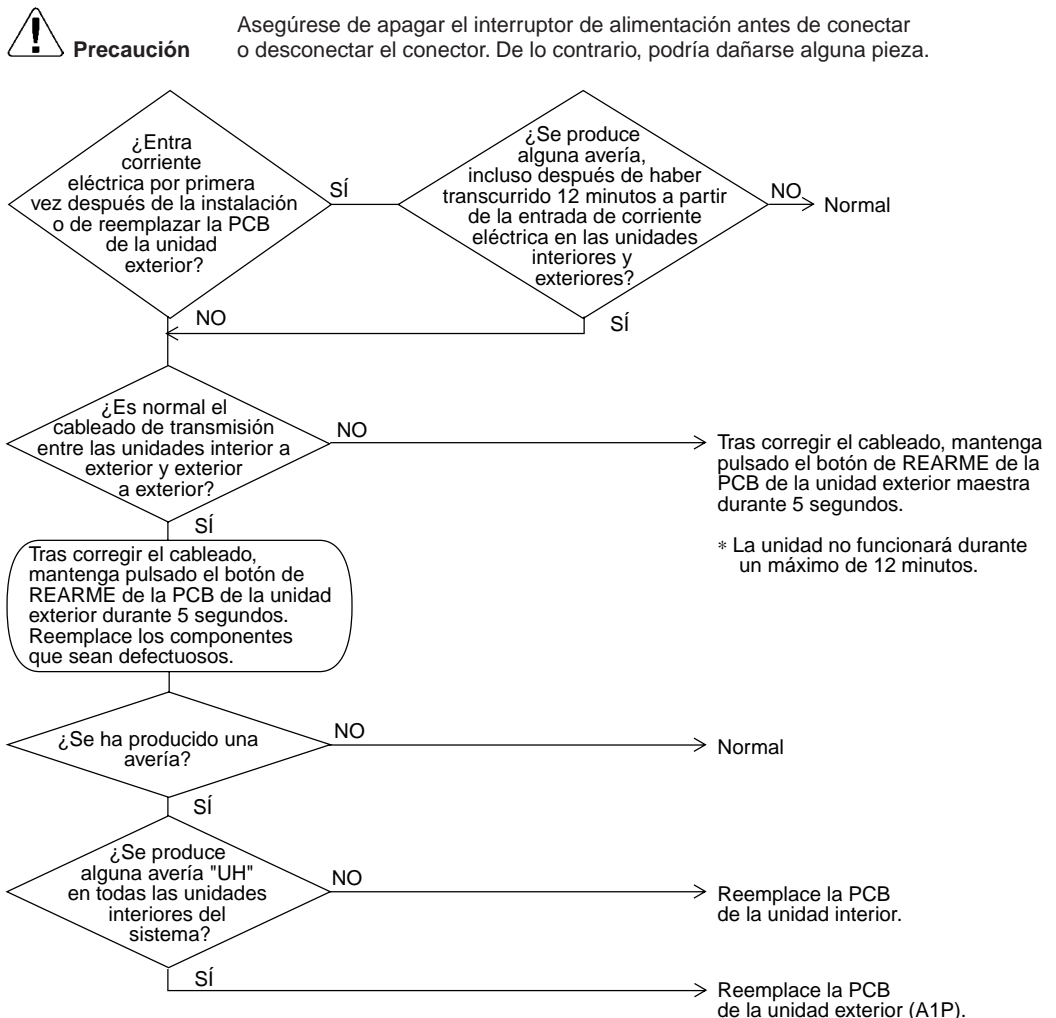 Precaución
Asegúrese de apagar el interruptor de alimentación antes de conectar
o desconectar el conector. De lo contrario, podría dañarse alguna pieza.
¿Entra
corriente
eléctrica por primera
vez después de la instalación
o de reemplazar la PCB
de la unidad
exterior?
SÍ
¿Se produce
alguna avería,
incluso después de haber
transcurrido 12 minutos a partir
de la entrada de corriente
eléctrica en las unidades
interiores y
exteriores?
NO
Normal
NO
SÍ
¿Es normal el
cableado de transmisión
entre las unidades interior a
exterior y exterior
a exterior?
NO
Tras corregir el cableado, mantenga
pulsado el botón de REARME de la
PCB de la unidad exterior maestra
durante 5 segundos.
* La unidad no funcionará durante
un máximo de 12 minutos.
SÍ
Tras corregir el cableado,
mantenga pulsado el botón de
REARME de la PCB de la unidad
exterior durante 5 segundos.
Reemplace los componentes
que sean defectuosos.
¿Se ha producido una
avería?
NO
Normal
SÍ
¿Se produce
alguna avería "UH"
en todas las unidades
interiores del
sistema?
NO
Reemplace la PCB
de la unidad interior.
SÍ
Reemplace la PCB
de la unidad exterior (A1P).